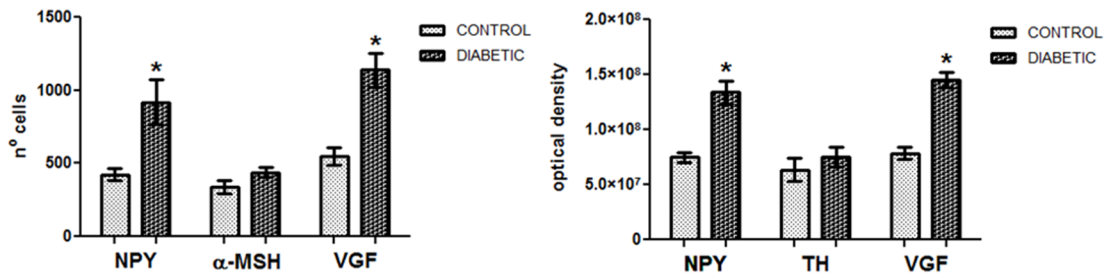 1500
1000
500
0
nº cells
*
*
NPY α-MSH VGF
CONTROL
DIABETIC
2.0×10⁸
1.5×10⁸
1.0×10⁸
5.0×10⁷
0
optical density
*
*
NPY TH VGF
CONTROL
DIABETIC